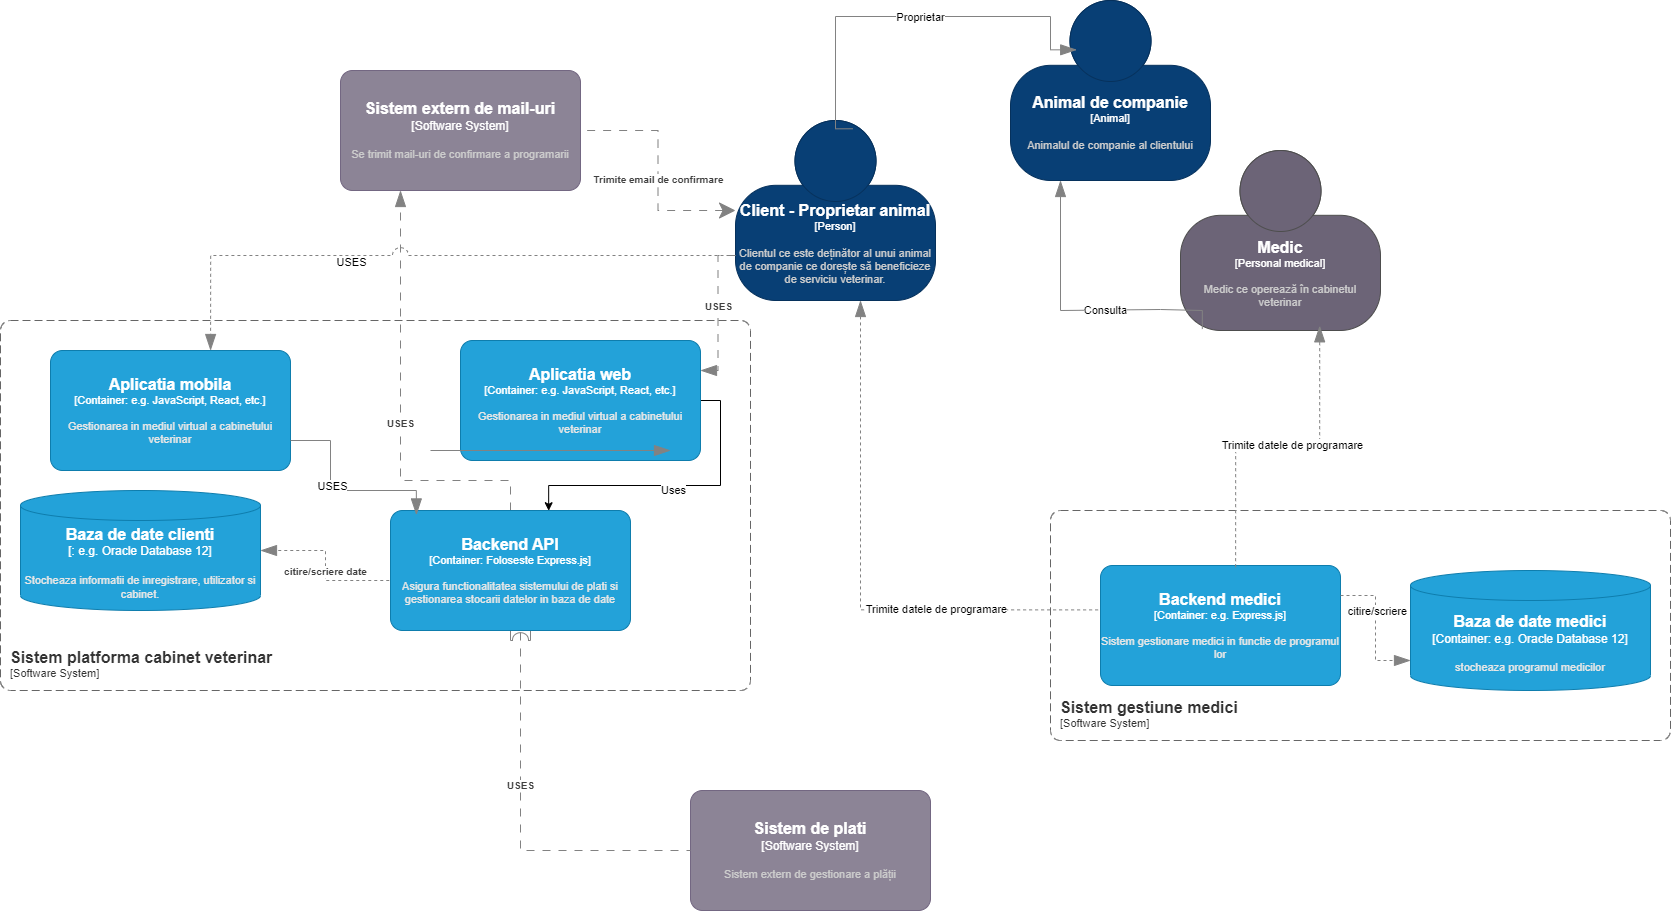 Proprietar
Animal de companie
[Animal]
Animalul de companie al clientului
Sistem extern de mail-uri
[Software System]
Se trimit mail-uri de confirmare a programarii
Trimite email de confirmare
Client - Proprietar animal
[Person]
Clientul ce este deținător al unui animal
de companie ce dorește să beneficieze
de serviciu veterinar.
Medic
[Personal medical]
Medic ce operează în cabinetul
veterinar
Consulta
USES
USES
USES
Aplicatia mobila
[Container: e.g. JavaScript, React, etc.]
Gestionarea in mediul virtual a cabinetului
veterinar
Aplicatia web
[Container: e.g. JavaScript, React, etc.]
Gestionarea in mediul virtual a cabinetului
veterinar
USES
Uses
Baza de date clienti
[: e.g. Oracle Database 12]
Stocheaza informatii de inregistrare, utilizator si
cabinet.
citire/scriere date
Backend API
[Container: Foloseste Express.js]
Asigura functionalitatea sistemului de plati si
gestionarea stocarii datelor in baza de date
Sistem platforma cabinet veterinar
[Software System]
Trimite datele de programare
Trimite datele de programare
Backend medici
[Container: e.g. Express.js]
Sistem gestionare medici in functie de programul
lor
citire/scriere
Baza de date medici
[Container: e.g. Oracle Database 12]
stocheaza programul medicilor
Sistem gestiune medici
[Software System]
USES
Sistem de plati
[Software System]
Sistem extern de gestionare a plății